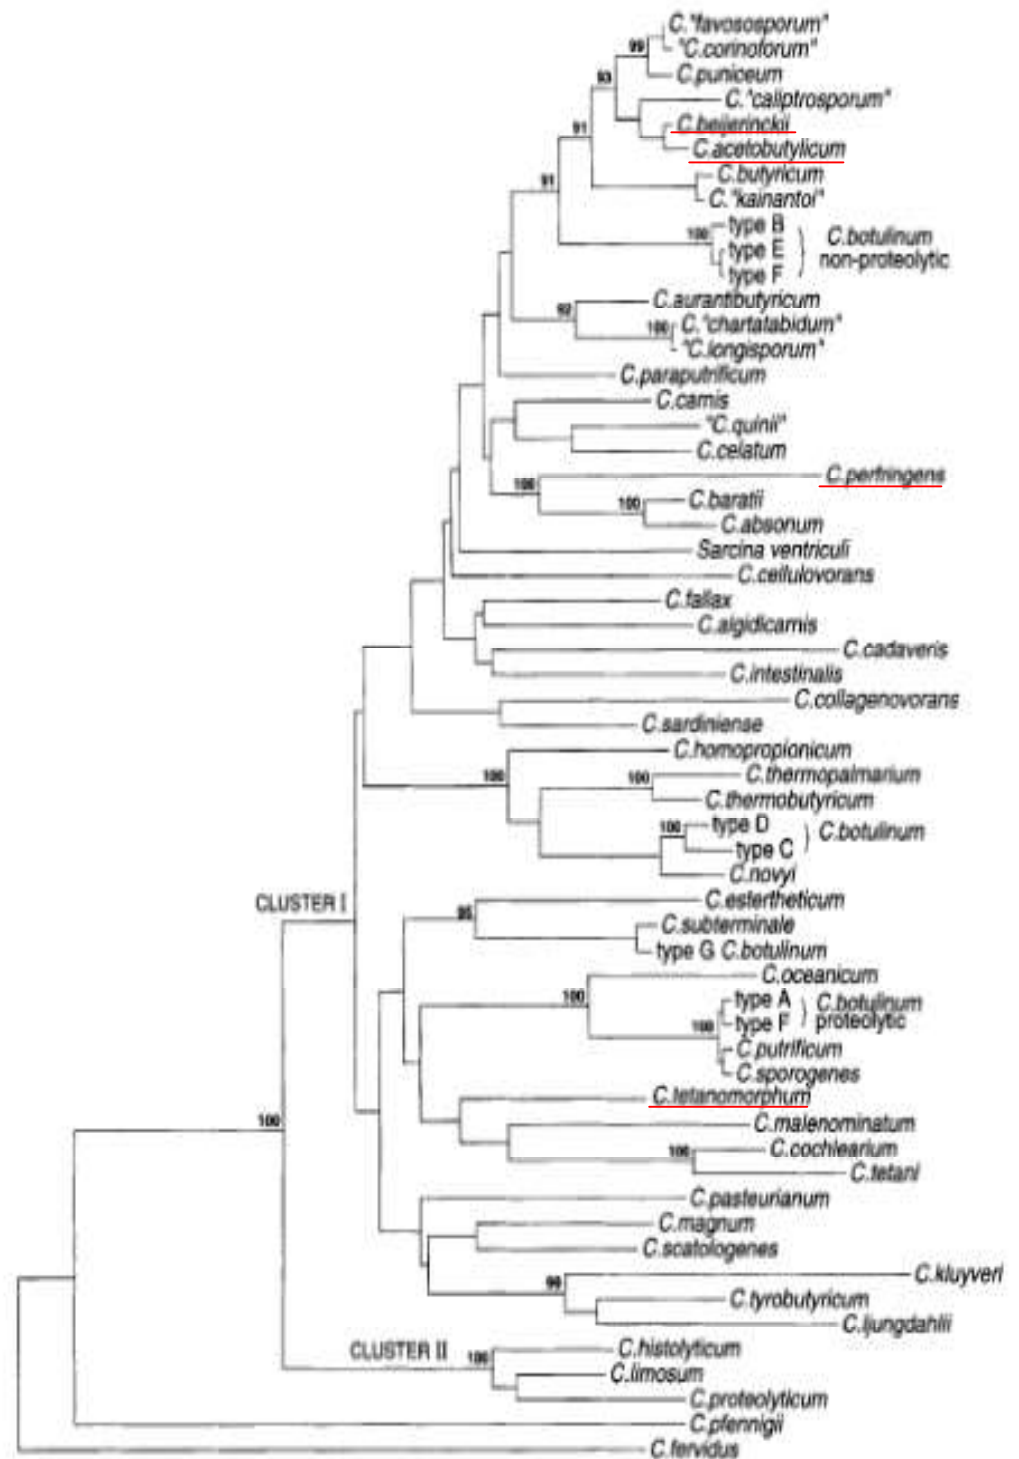 C."favososporum"
99
"C.corinoforum"
C.puniceum
93
C."caliptrosporum"
C.beijerinckii
91
C.acetobutylicum
C.butyricum
91
C."kainantoi"
type B
100
C.botulinum
type E
non-proteolytic
type F
C.aurantibutyricum
92
C."chartatabidum"
100
"C.longisporum"
C.paraputrificum
C.carnis
"C.quinii"
C.celatum
C.perfringens
100
C.baratii
100
C.absonum
Sarcina ventriculi
C.cellulovorans
C.fallax
C.algidicarnis
C.cadaveris
C.intestinalis
C.collagenovorans
C.sardiniense
C.homopropionicum
100
C.thermopalmarium
100
C.thermobutyricum
type D
100
C.botulinum
type C
C.novyi
CLUSTER I
C.estertheticum
95
C.subterminale
type G C.botulinum
C.oceanicum
100
type A
C.botulinum
type F
proteolytic
100
C.putrificum
C.sporogenes
C.tetanomorphum
100
C.malenominatum
C.cochlearium
100
C.tetani
C.pasteurianum
C.magnum
C.scatologenes
C.kluyveri
99
C.tyrobutyricum
C.ljungdahlii
CLUSTER II
C.histolyticum
100
C.limosum
C.proteolyticum
C.pfennigii
C.fervidus